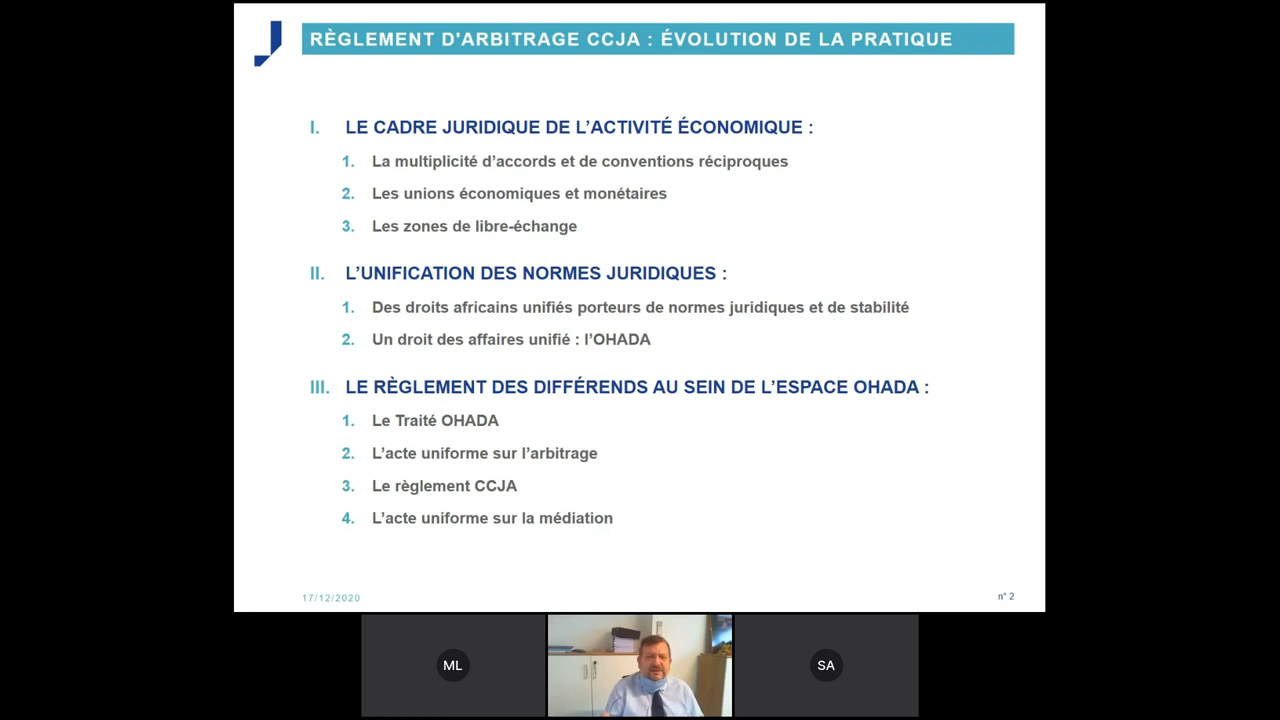 RÈGLEMENT D'ARBITRAGE CCJA : ÉVOLUTION DE LA PRATIQUE
I. LE CADRE JURIDIQUE DE L’ACTIVITÉ ÉCONOMIQUE :
1. La multiplicité d’accords et de conventions réciproques
2. Les unions économiques et monétaires
3. Les zones de libre-échange
II. L’UNIFICATION DES NORMES JURIDIQUES :
1. Des droits africains unifiés porteurs de normes juridiques et de stabilité
2. Un droit des affaires unifié : l’OHADA
III. LE RÈGLEMENT DES DIFFÉRENDS AU SEIN DE L’ESPACE OHADA :
1. Le Traité OHADA
2. L’acte uniforme sur l’arbitrage
3. Le règlement CCJA
4. L’acte uniforme sur la médiation
17/12/2020
n° 2
ML
SA